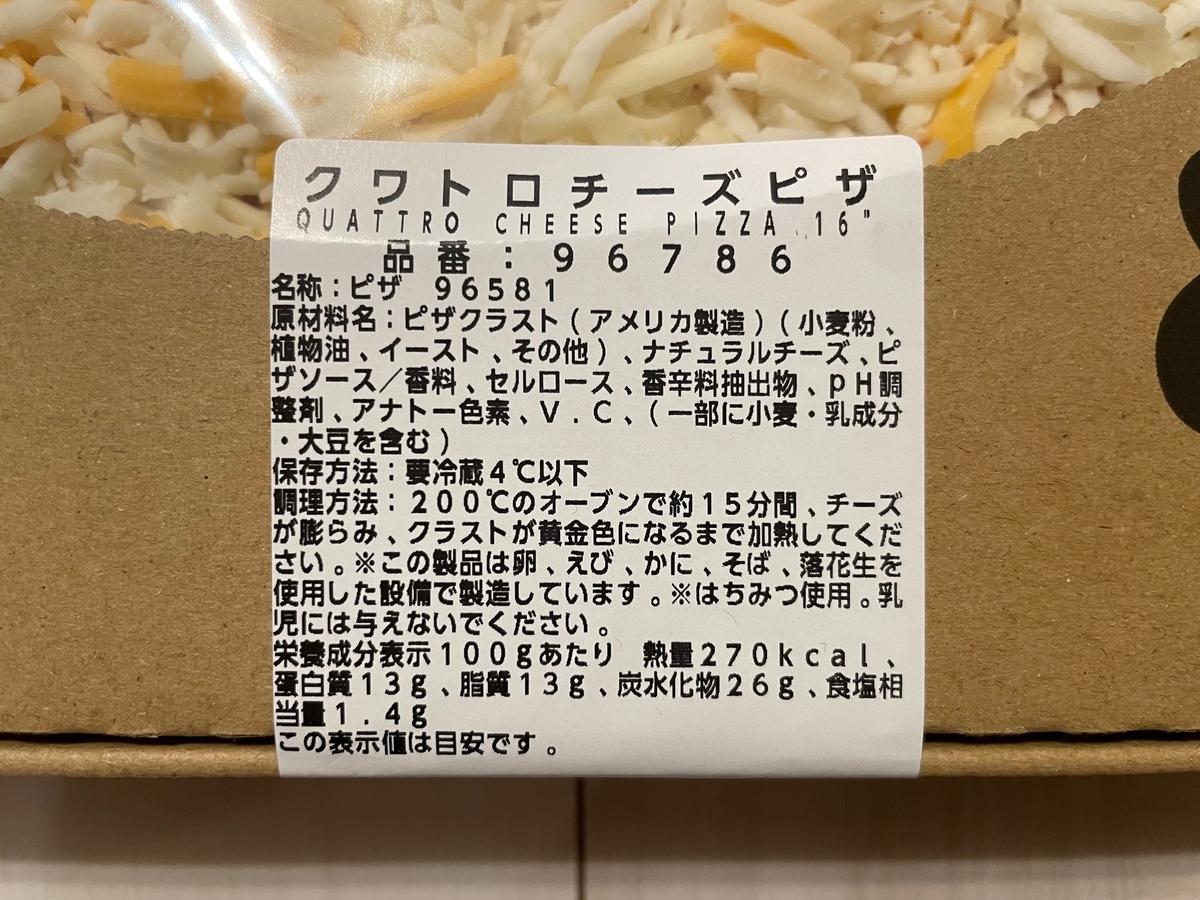 クワトロチーズピザ
QUATTRO CHEESE PIZZA 16"
品番：96786
名称：ピザ　96581
原材料名：ピザクラスト（アメリカ製造）（小麦粉、
植物油、イースト、その他）、ナチュラルチーズ、ピ
ザソース／香料、セルロース、香辛料抽出物、ｐＨ調
整剤、アナトー色素、Ｖ．Ｃ、（一部に小麦・乳成分
・大豆を含む）
保存方法：要冷蔵４℃以下
調理方法：２００℃のオーブンで約１５分間、チーズ
が膨らみ、クラストが黄金色になるまで加熱してくだ
さい。※この製品は卵、えび、かに、そば、落花生を
使用した設備で製造しています。※はちみつ使用。乳
児には与えないでください。
栄養成分表示１００ｇあたり　熱量２７０ｋｃａｌ、
蛋白質１３ｇ、脂質１３ｇ、炭水化物２６ｇ、食塩相
当量１．４ｇ
この表示値は目安です。